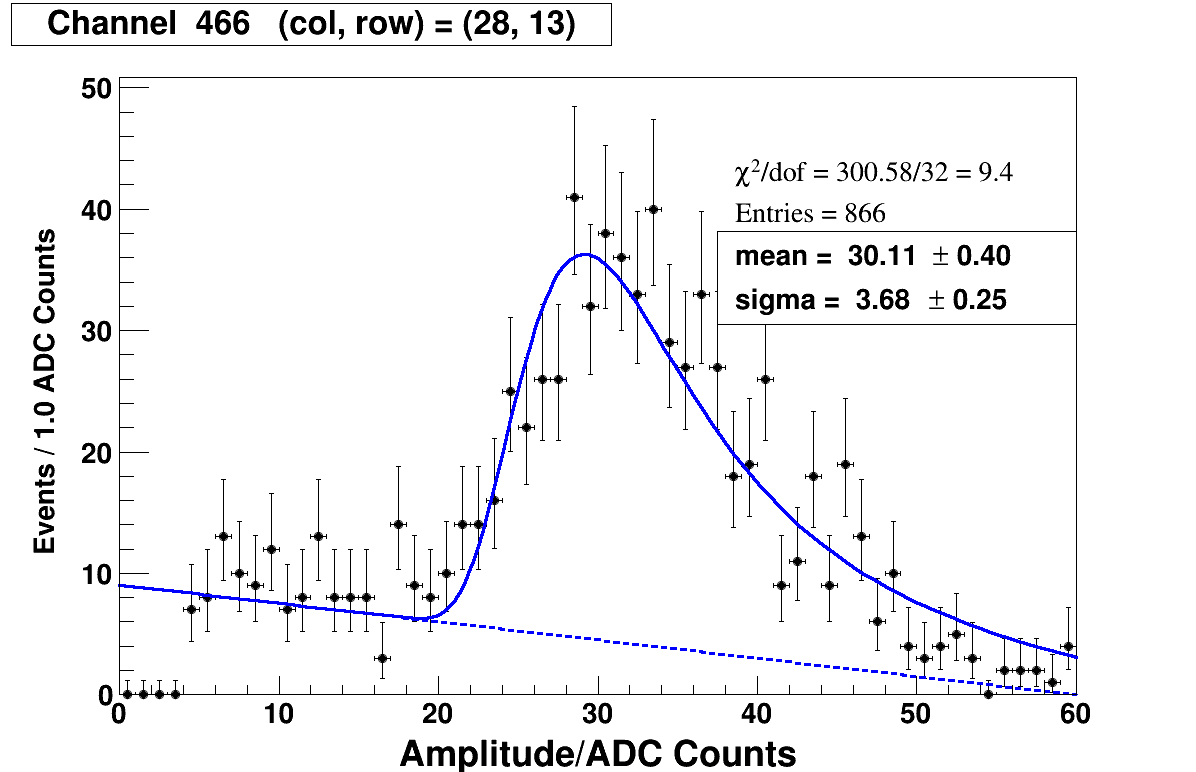 Channel 466 (col, row) = (28, 13)
50
40
30
20
10
0
Events / 1.0 ADC Counts
χ²/dof = 300.58/32 = 9.4
Entries = 866
mean = 30.11 ± 0.40
sigma = 3.68 ± 0.25
0 10 20 30 40 50 60
Amplitude/ADC Counts